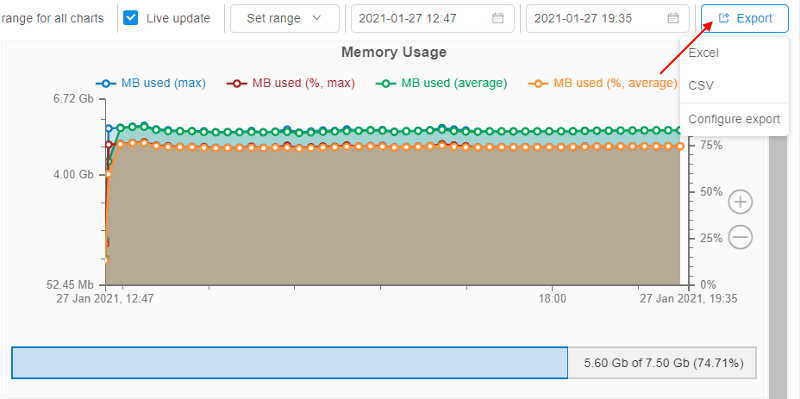 range for all charts Live update Set range 2021-01-27 12:47 2021-01-27 19:35 Export
Excel
CSV
Configure export
Memory Usage
MB used (max) MB used (%, max) MB used (average) MB used (%, average)
6.72 Gb
4.00 Gb
52.45 Mb
75%
50%
25%
0%
27 Jan 2021, 12:47 18:00 27 Jan 2021, 19:35
5.60 Gb of 7.50 Gb (74.71%)